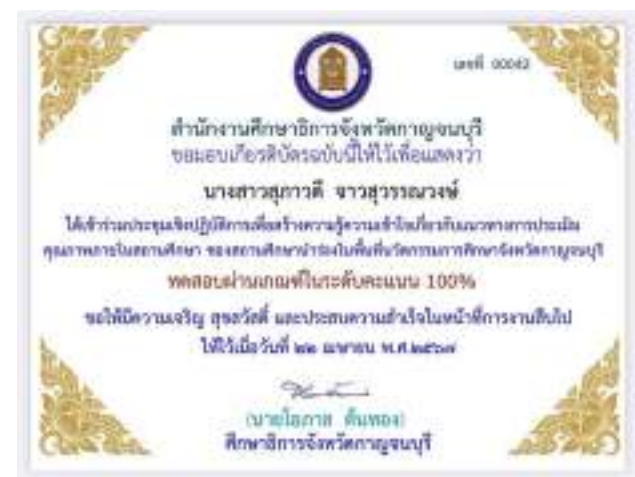 เลขที่ 00042
สำนักงานศึกษาธิการจังหวัดกาญจนบุรี
ขอมอบเกียรติบัตรฉบับนี้ให้ไว้เพื่อแสดงว่า
นางสาวสุภาวดี จาวสุวรรณวงษ์
ได้เข้าร่วมประชุมเชิงปฏิบัติการเพื่อสร้างความรู้ความเข้าใจเกี่ยวกับแนวทางการประเมิน
คุณภาพภายในสถานศึกษา ของสถานศึกษานำร่องในพื้นที่นวัตกรรมการศึกษาจังหวัดกาญจนบุรี
ทดสอบผ่านเกณฑ์ในระดับคะแนน 100%
ขอให้มีความเจริญ สุขสวัสดิ์ และประสบความสำเร็จในหน้าที่การงานสืบไป
ให้ไว้เมื่อวันที่ ๒๒ เมษายน พ.ศ.๒๕๖๗
(นายโอภาส ต้นทอง)
ศึกษาธิการจังหวัดกาญจนบุรี